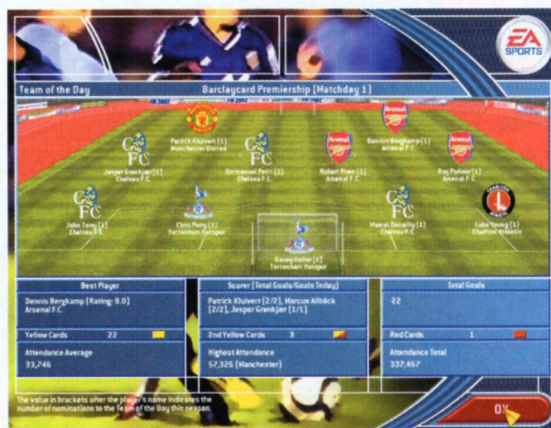 EA
SPORTS
Team of the Day
Barclaycard Premiership (Matchday 1)
Patrick Kluivert (1)
Manchester United
Dennis Bergkamp (1)
Arsenal F.C.
Jesper Grønkjær (1)
Chelsea F.C.
Emmanuel Petit (1)
Chelsea F.C.
Robert Pires (1)
Arsenal F.C.
Ray Parlour (1)
Arsenal F.C.
John Terry (1)
Chelsea F.C.
Chris Perry (1)
Tottenham Hotspur
Marcel Desailly (1)
Chelsea F.C.
Luke Young (1)
Charlton Athletic
Kasey Keller (1)
Tottenham Hotspur
Best Player
Dennis Bergkamp (Rating: 9.0)
Arsenal F.C.
Yellow Cards 22
Attendance Average
33,746
Scorer (Total Goals/Goals Today)
Patrick Kluivert (2/2), Marcus Allbäck
(2/2), Jesper Grønkjær (1/1)
2nd Yellow Cards 3
Highest Attendance
57,326 (Manchester)
Total Goals
22
Red Cards 1
Attendance Total
337,467
The value in brackets after the player's name indicates the
number of nominations to the Team of the Day this season.
0%